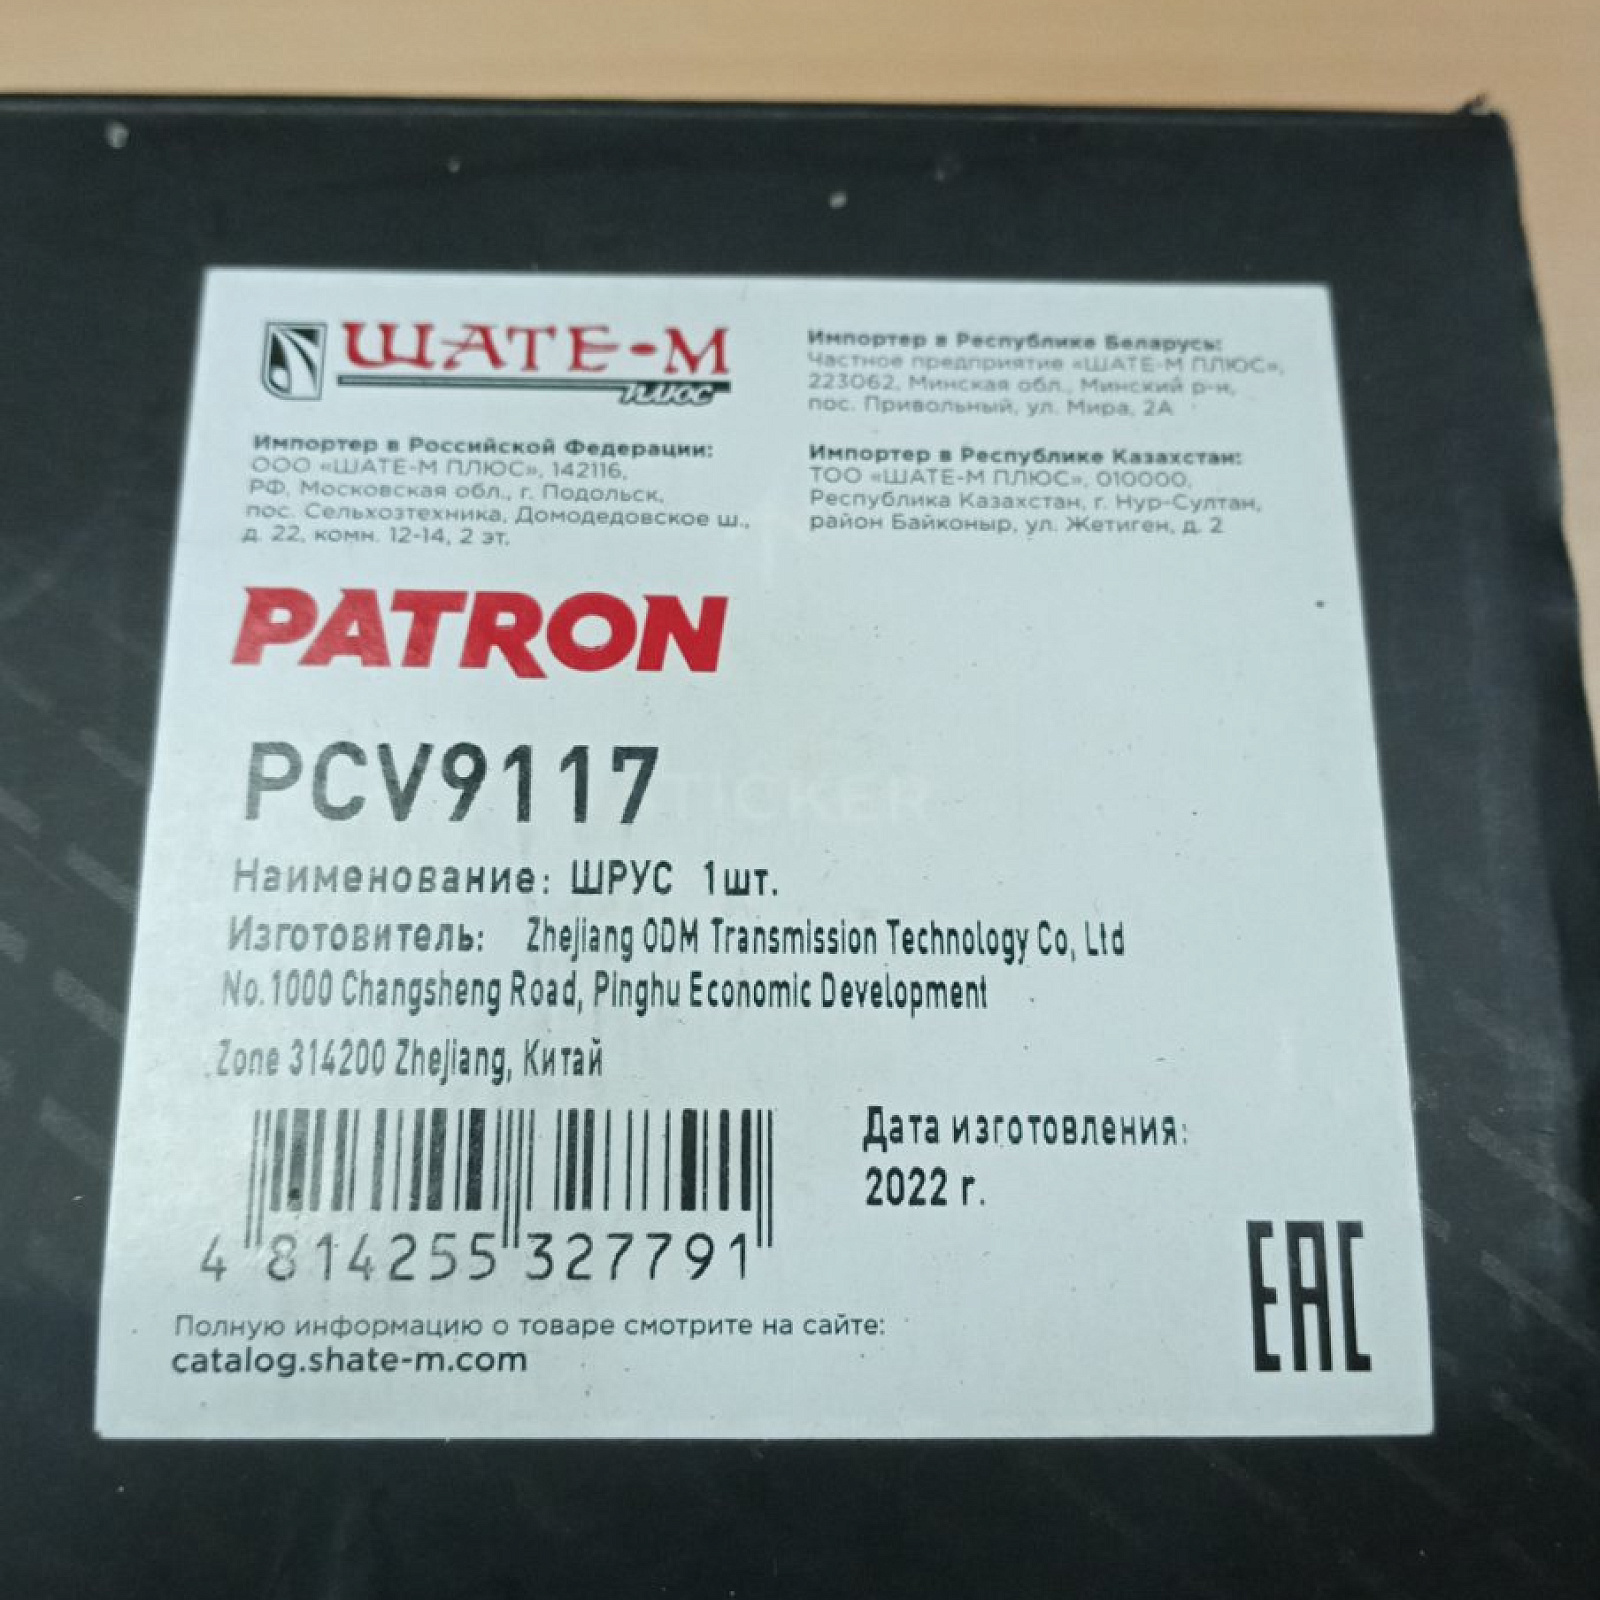 ШАТЕ-М
ПЛЮС
Импортер в Российской Федерации:
ООО «ШАТЕ-М ПЛЮС», 142116,
РФ, Московская обл., г. Подольск,
пос. Сельхозтехника, Домодедовское ш.,
д. 22, комн. 12-14, 2 эт.
Импортер в Республике Беларусь:
Частное предприятие «ШАТЕ-М ПЛЮС»,
223062, Минская обл., Минский р-н,
пос. Привольный, ул. Мира, 2А
Импортер в Республике Казахстан:
ТОО «ШАТЕ-М ПЛЮС», 010000,
Республика Казахстан, г. Нур-Султан,
район Байконыр, ул. Жетиген, д. 2
PATRON
PCV9117
TICKER
Наименование: ШРУС 1шт.
Изготовитель: Zhejiang ODM Transmission Technology Co, Ltd
No.1000 Changsheng Road, Pinghu Economic Development
Zone 314200 Zhejiang, Китай
4 814255 327791
Дата изготовления:
2022 г.
EAC
Полную информацию о товаре смотрите на сайте:
catalog.shate-m.com